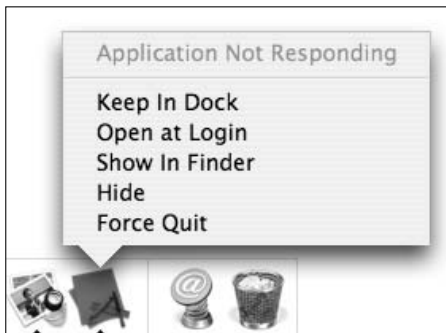 Application Not Responding
Keep In Dock
Open at Login
Show In Finder
Hide
Force Quit
@